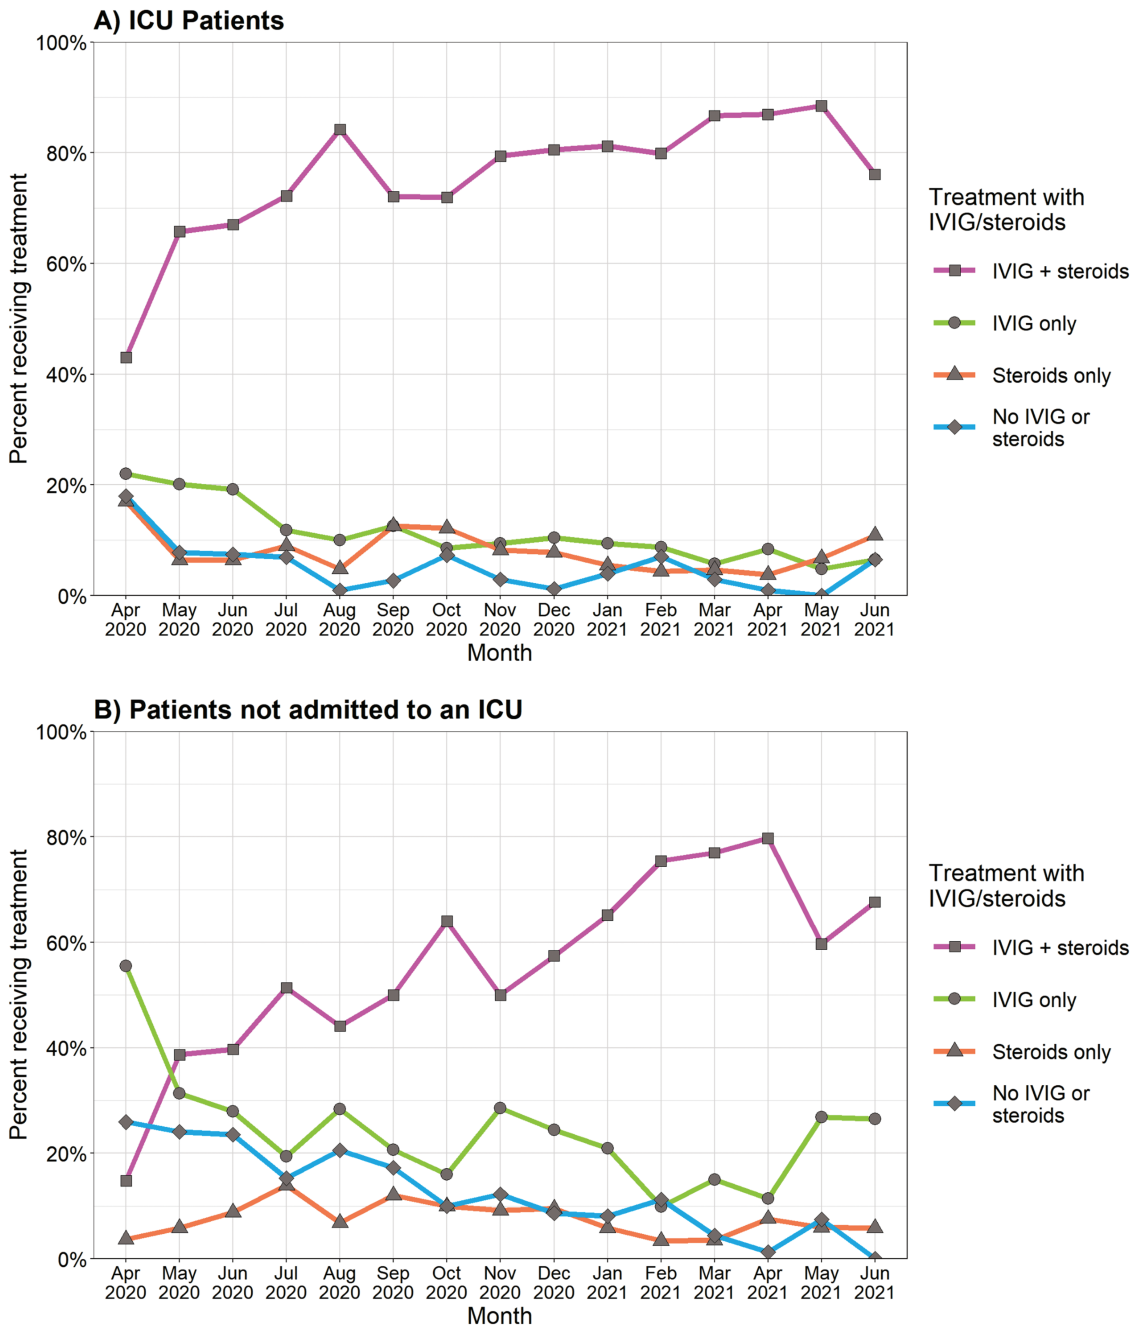 A) ICU Patients
100%
80%
60%
40%
20%
0%
Percent receiving treatment
Apr May Jun Jul Aug Sep Oct Nov Dec Jan Feb Mar Apr May Jun
2020 2020 2020 2020 2020 2020 2020 2020 2020 2021 2021 2021 2021 2021 2021
Month
Treatment with
IVIG/steroids
IVIG + steroids
IVIG only
Steroids only
No IVIG or
steroids
B) Patients not admitted to an ICU
100%
80%
60%
40%
20%
0%
Percent receiving treatment
Apr May Jun Jul Aug Sep Oct Nov Dec Jan Feb Mar Apr May Jun
2020 2020 2020 2020 2020 2020 2020 2020 2020 2021 2021 2021 2021 2021 2021
Month
Treatment with
IVIG/steroids
IVIG + steroids
IVIG only
Steroids only
No IVIG or
steroids